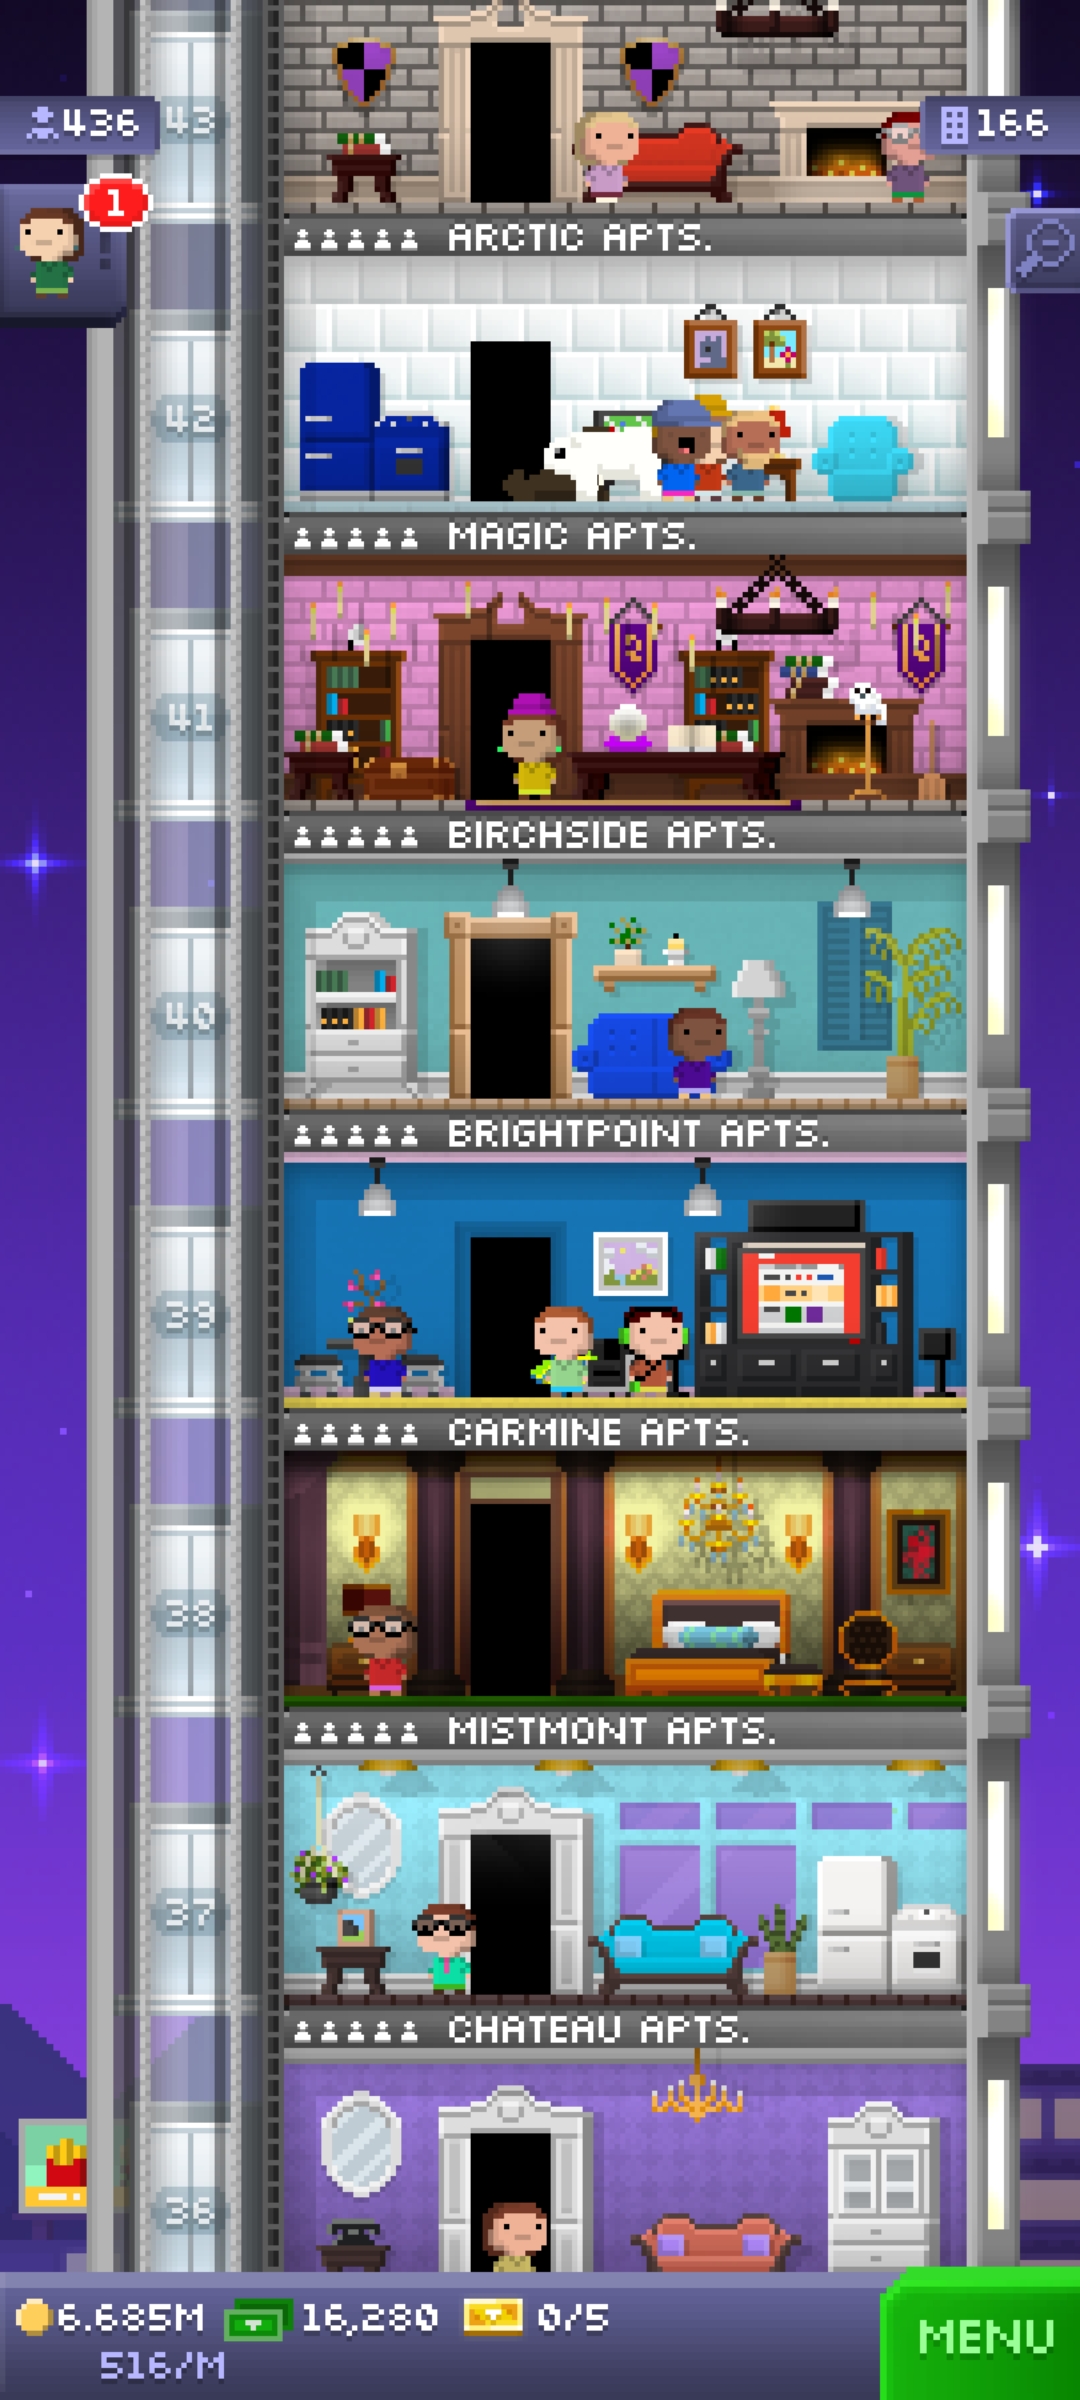 43
436
166
1
ARCTIC APTS.
42
MAGIC APTS.
41
BIRCHSIDE APTS.
40
BRIGHTPOINT APTS.
39
CARMINE APTS.
38
MISTMONT APTS.
37
CHATEAU APTS.
36
6.685M 16,280 0/5
516/M
MENU